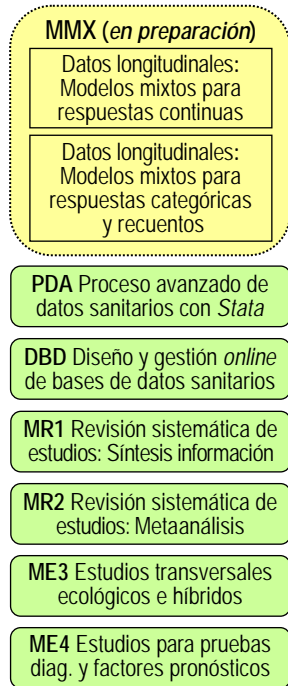 MMX (en preparación)
Datos longitudinales:
Modelos mixtos para
respuestas continuas
Datos longitudinales:
Modelos mixtos para
respuestas categóricas
y recuentos
PDA Proceso avanzado de
datos sanitarios con Stata
DBD Diseño y gestión online
de bases de datos sanitarios
MR1 Revisión sistemática de
estudios: Síntesis información
MR2 Revisión sistemática de
estudios: Metaanálisis
ME3 Estudios transversales
ecológicos e híbridos
ME4 Estudios para pruebas
diag. y factores pronósticos